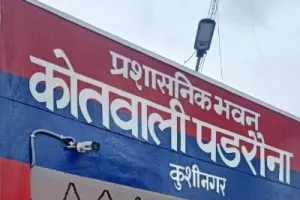 प्रशासनिक भवन
कोतवाली पडरौना
कुशीनगर